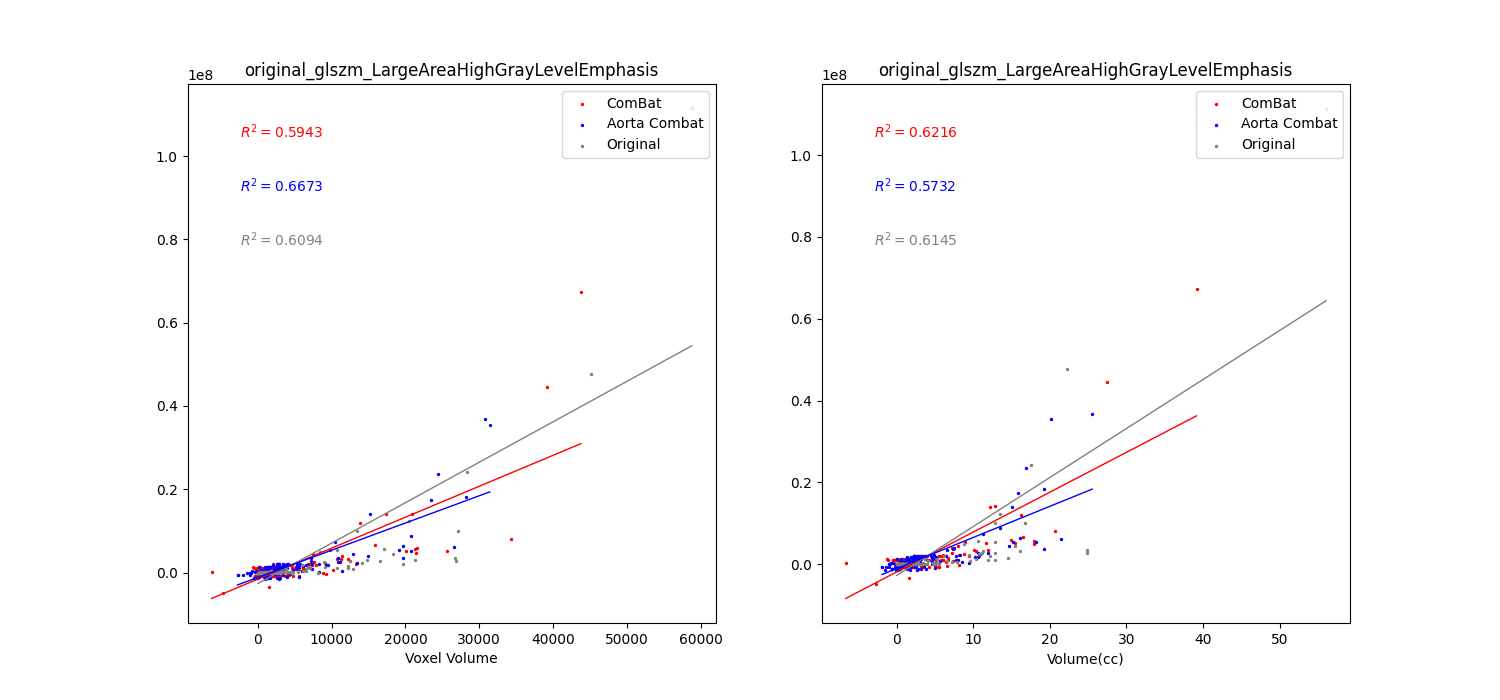 original_glszm_LargeAreaHighGrayLevelEmphasis
1e8
ComBat
Aorta Combat
Original
R² = 0.5943
R² = 0.6673
R² = 0.6094
1.0
0.8
0.6
0.4
0.2
0.0
0 10000 20000 30000 40000 50000 60000
Voxel Volume
original_glszm_LargeAreaHighGrayLevelEmphasis
1e8
ComBat
Aorta Combat
Original
R² = 0.6216
R² = 0.5732
R² = 0.6145
1.0
0.8
0.6
0.4
0.2
0.0
0 10 20 30 40 50
Volume(cc)